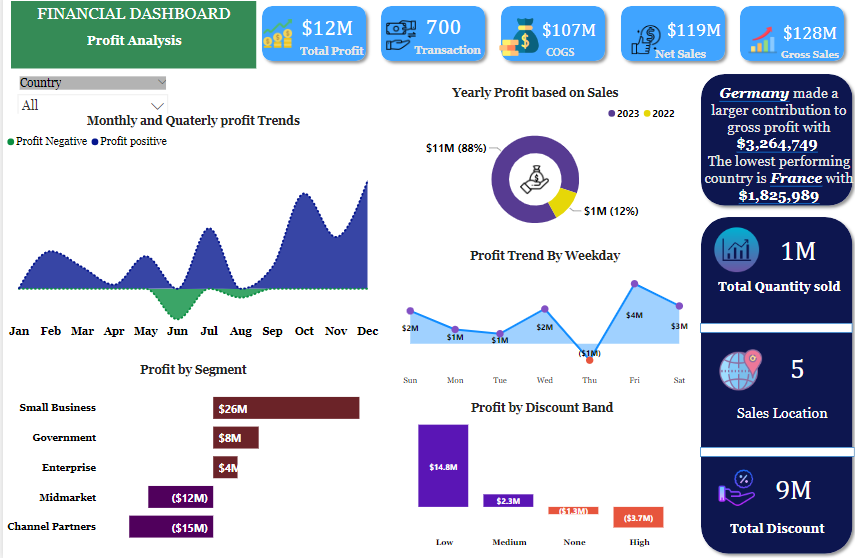 FINANCIAL DASHBOARD
Profit Analysis
$12M
Total Profit
700
Transaction
$107M
COGS
$119M
Net Sales
$128M
Gross Sales
Country
All
Monthly and Quaterly profit Trends
Profit Negative Profit positive
Jan Feb Mar Apr May Jun Jul Aug Sep Oct Nov Dec
Yearly Profit based on Sales
2023 2022
$11M (88%)
$1M (12%)
Profit Trend By Weekday
$2M $1M $1M $2M ($1M) $4M $3M
Sun Mon Tue Wed Thu Fri Sat
Germany made a
larger contribution to
gross profit with
$3,264,749
The lowest performing
country is France with
$1,825,989
1M
Total Quantity sold
5
Sales Location
9M
Total Discount
Profit by Segment
Small Business $26M
Government $8M
Enterprise $4M
Midmarket ($12M)
Channel Partners ($15M)
Profit by Discount Band
$14.8M $2.3M ($1.3M) ($3.7M)
Low Medium None High